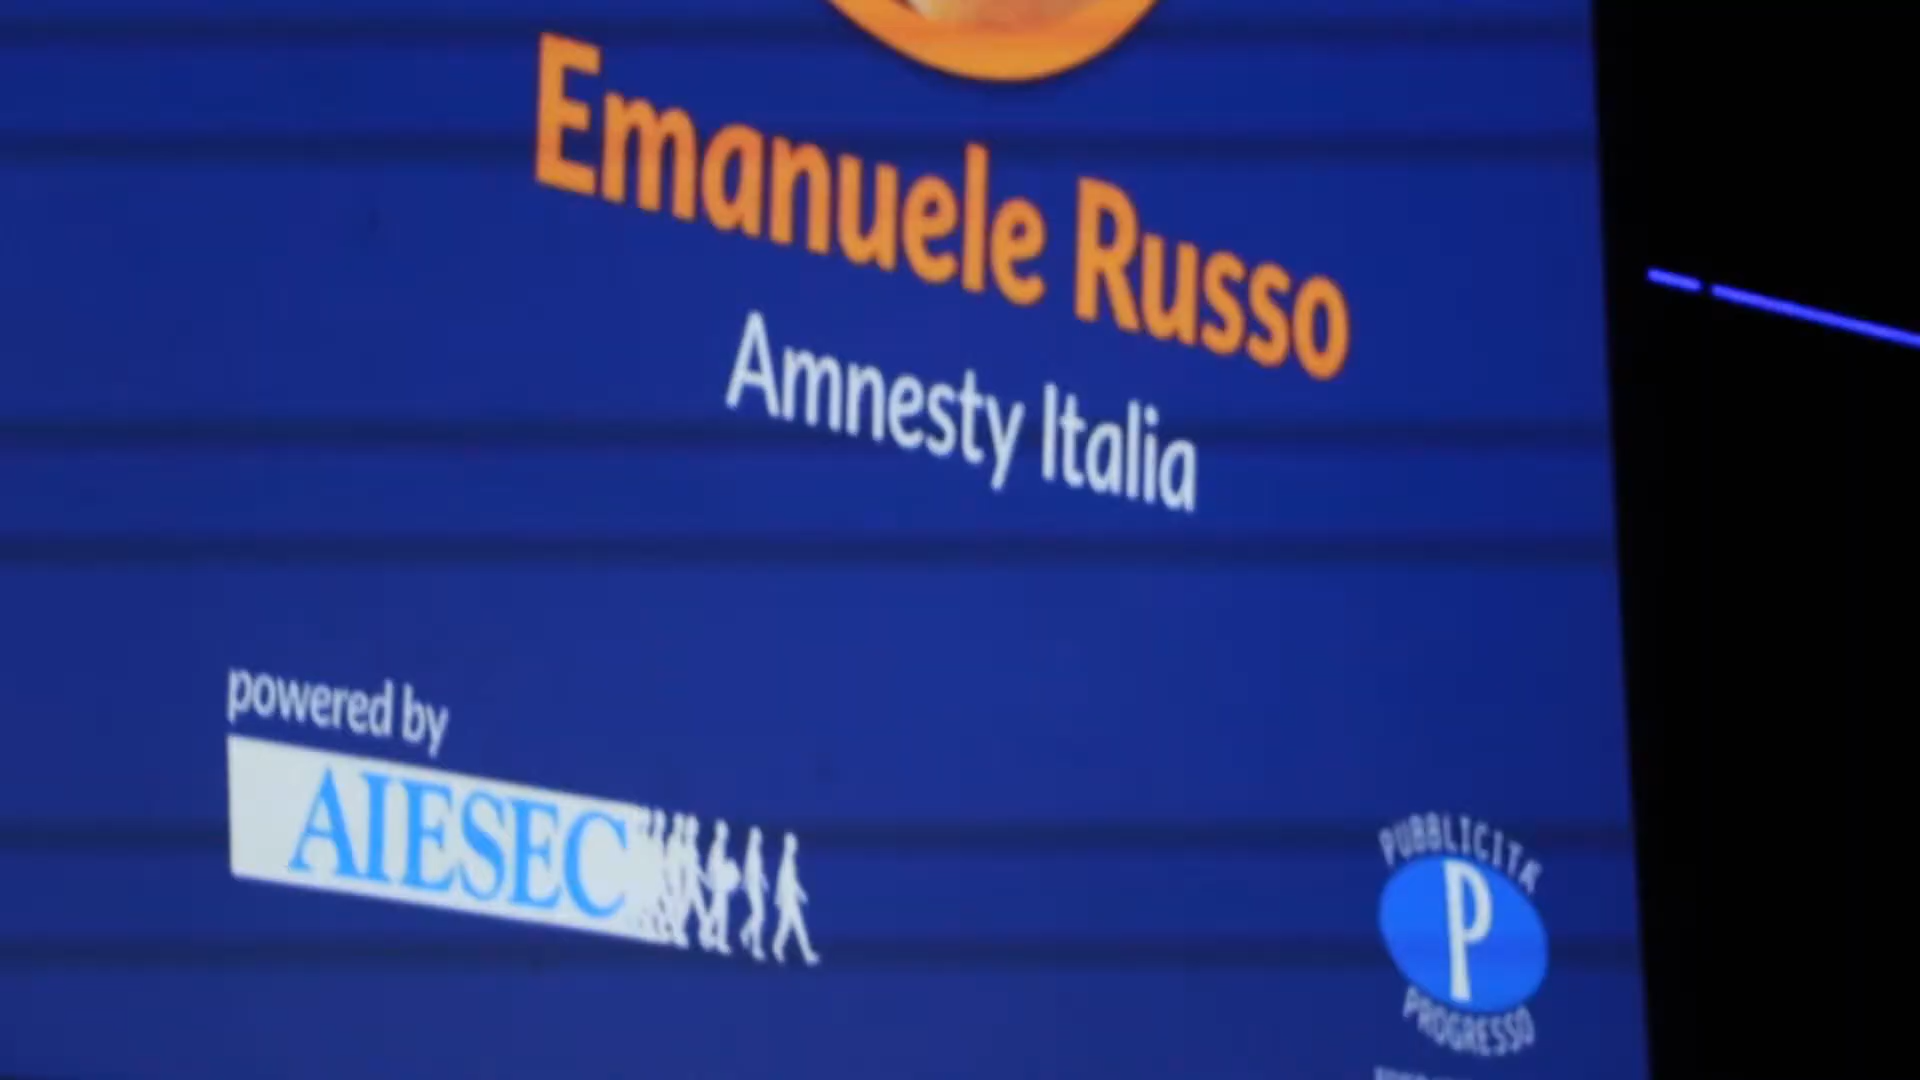 Emanuele Russo
Amnesty Italia
powered by
AIESEC
PUBBLICITÀ
P
PROGRESSO